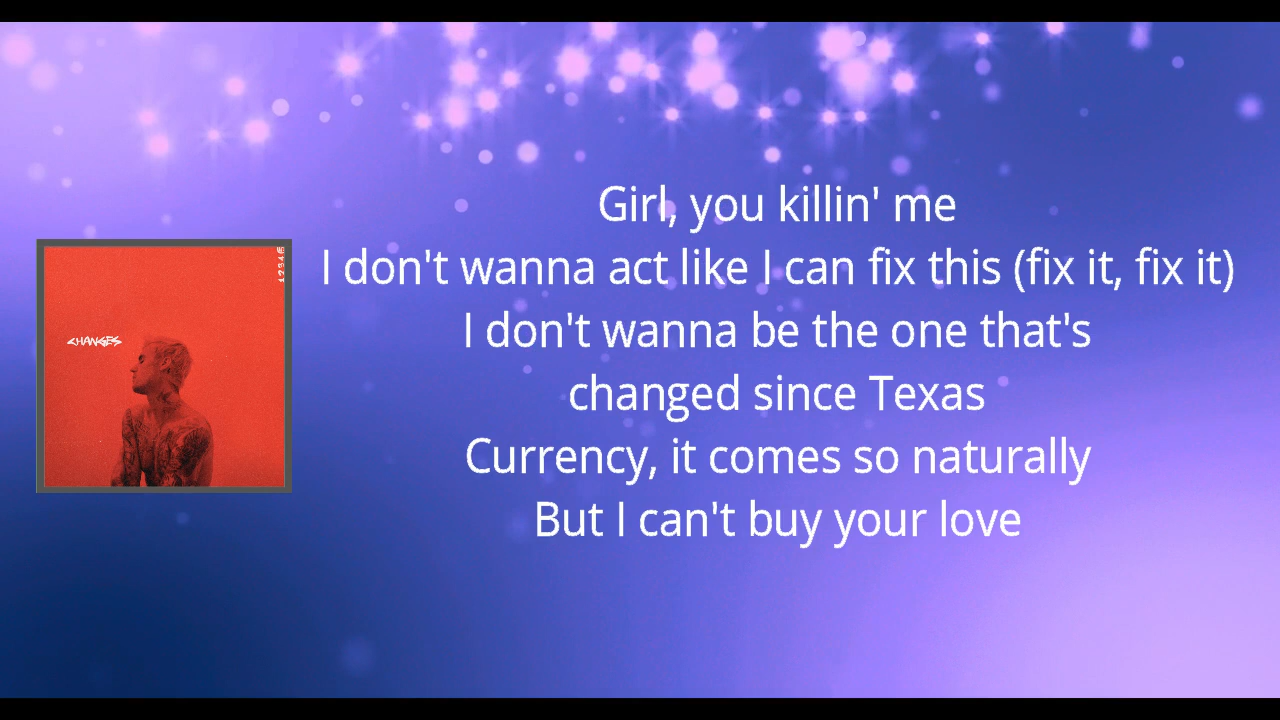 Girl, you killin' me
I don't wanna act like I can fix this (fix it, fix it)
I don't wanna be the one that's
changed since Texas
Currency, it comes so naturally
But I can't buy your love
CHANGES